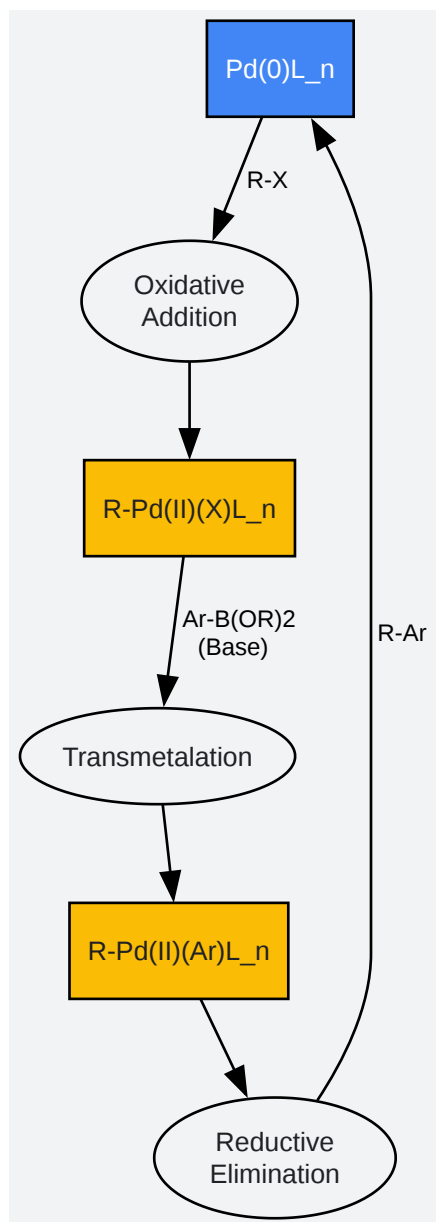 Pd(0)L_n
R-X
Oxidative
Addition
R-Pd(II)(X)L_n
Ar-B(OR)2
(Base)
R-Ar
Transmetalation
R-Pd(II)(Ar)L_n
Reductive
Elimination